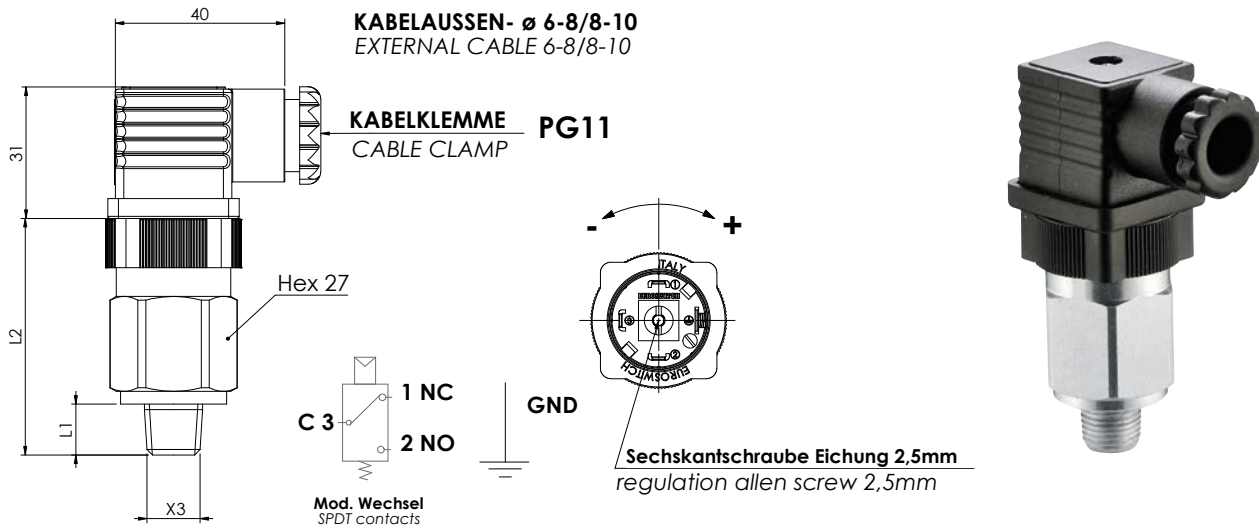 40
KABELAUSSEN- ø 6-8/8-10
EXTERNAL CABLE 6-8/8-10
31
KABELKLEMME
CABLE CLAMP
PG11
- +
Hex 27
L2
ITALY
1
2
EUROSWITCH
L1
C 3
1 NC
2 NO
GND
Sechskantschraube Eichung 2,5mm
regulation allen screw 2,5mm
X3
Mod. Wechsel
SPDT contacts